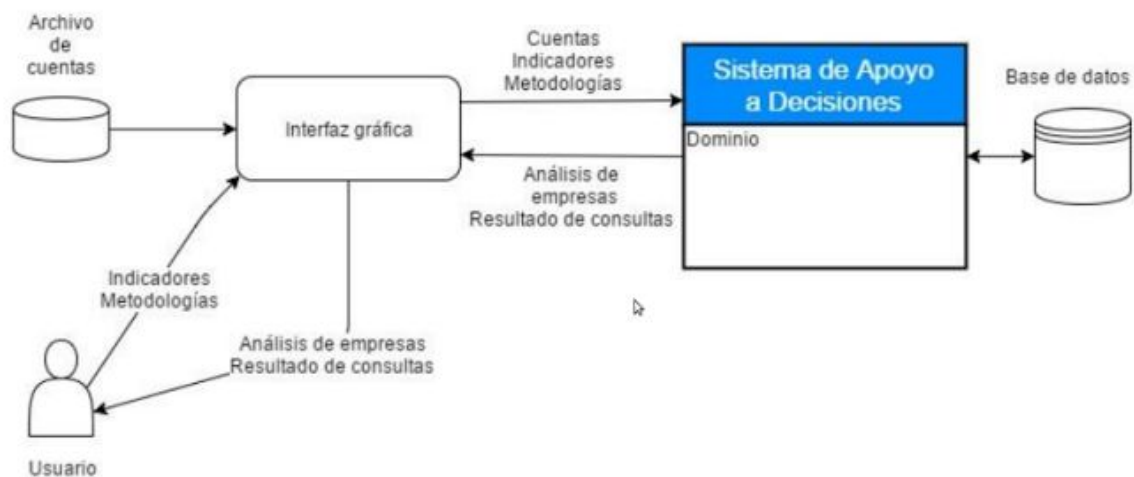 Archivo
de
cuentas
Interfaz gráfica
Cuentas
Indicadores
Metodologías
Sistema de Apoyo
a Decisiones
Dominio
Base de datos
Análisis de
empresas
Resultado de consultas
Indicadores
Metodologías
Análisis de empresas
Resultado de consultas
Usuario